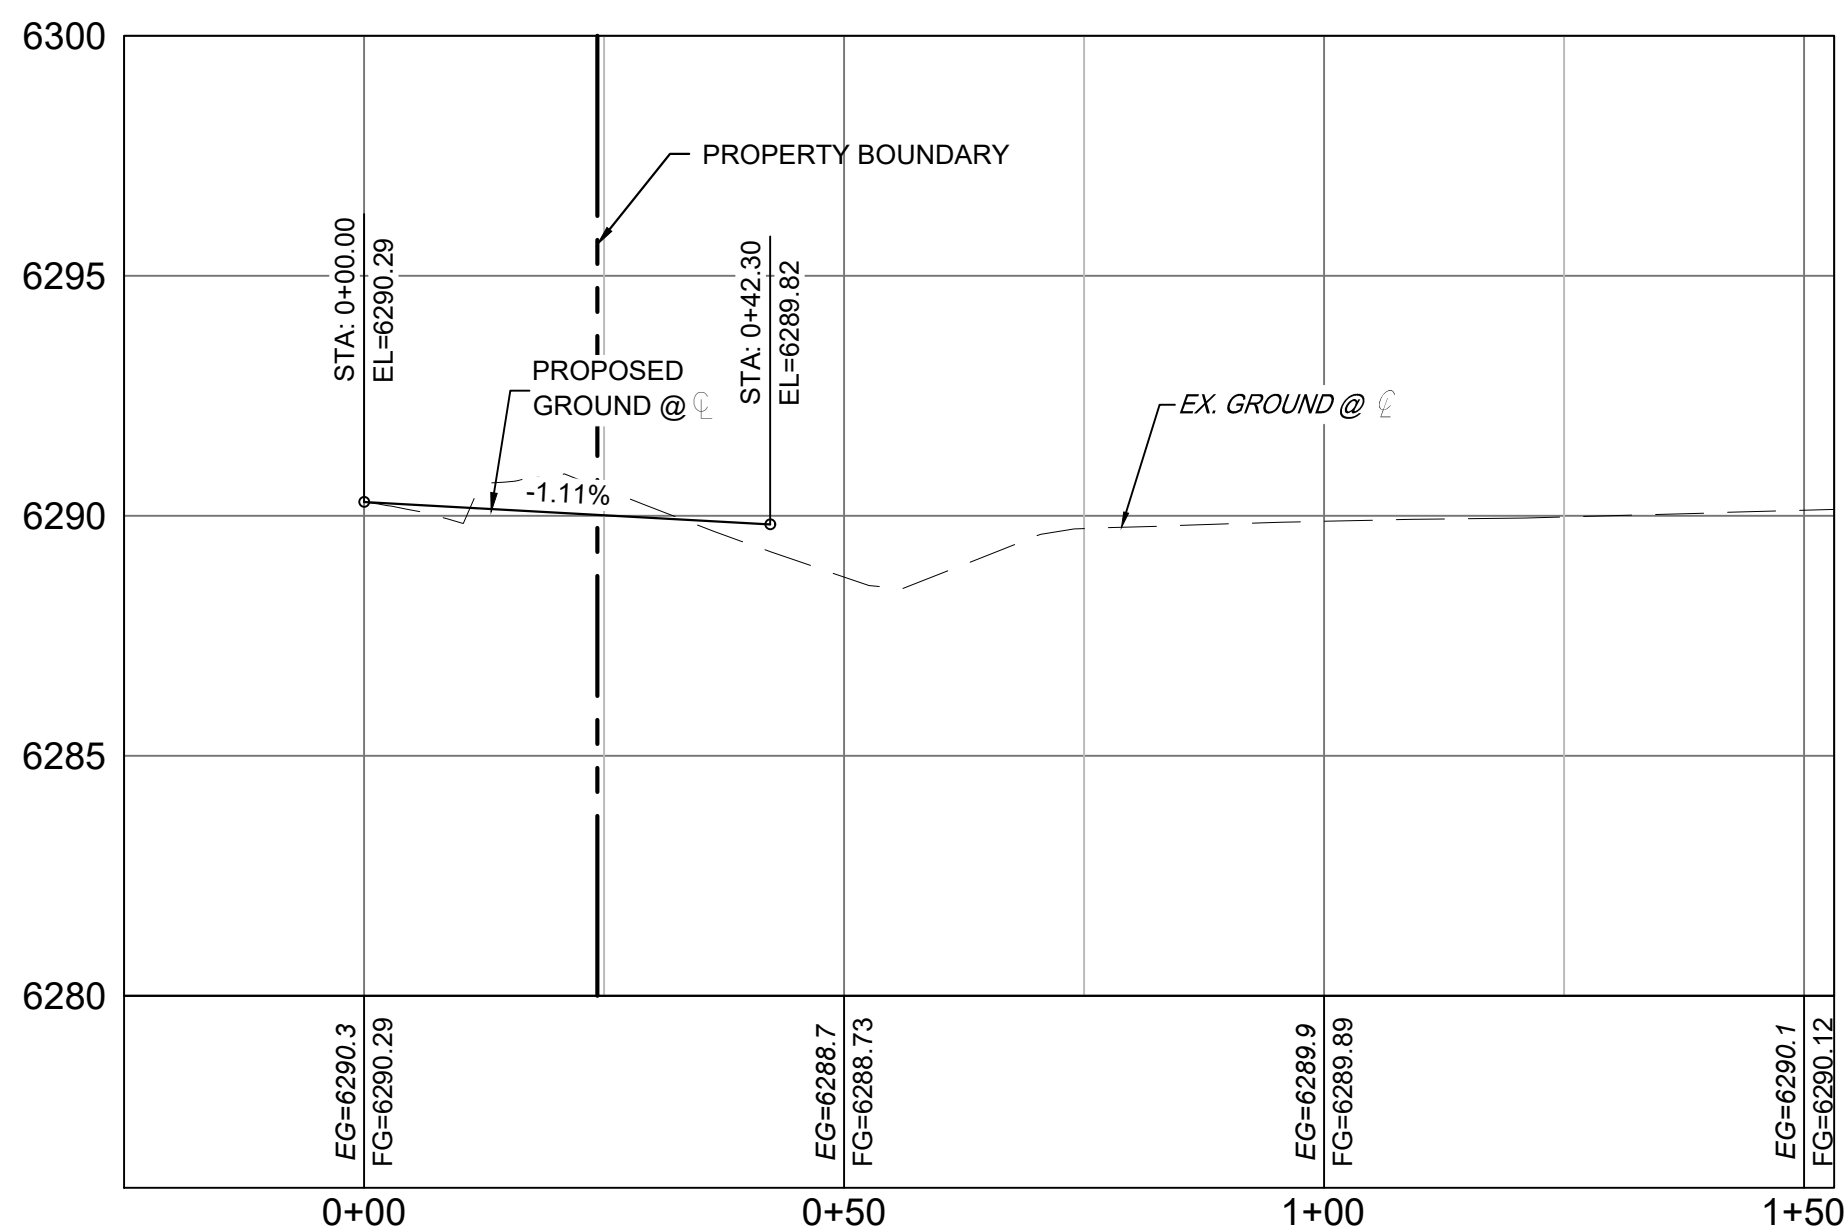 6300
PROPERTY BOUNDARY
STA: 0+00.00
EL=6290.29
STA: 0+42.30
EL=6289.82
6295
PROPOSED
GROUND @ ℄
EX. GROUND @ ℄
-1.11%
6290
6285
6280
EG=6290.3
FG=6290.29
EG=6288.7
FG=6288.73
EG=6289.9
FG=6289.89
EG=6290.1
FG=6290.12
0+00
0+50
1+00
1+50